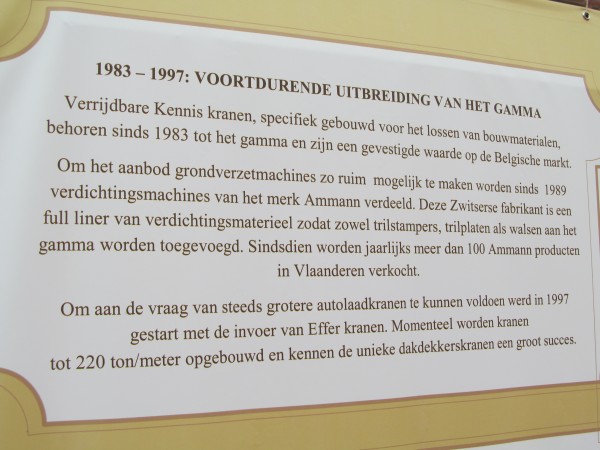 1983 – 1997: VOORTDURENDE UITBREIDING VAN HET GAMMA
Verrijdbare Kennis kranen, specifiek gebouwd voor het lossen van bouwmaterialen,
behoren sinds 1983 tot het gamma en zijn een gevestigde waarde op de Belgische markt.
Om het aanbod grondverzetmachines zo ruim mogelijk te maken worden sinds 1989
verdichtingsmachines van het merk Ammann verdeeld. Deze Zwitserse fabrikant is een
full liner van verdichtingsmaterieel zodat zowel trilstampers, trilplaten als walsen aan het
gamma worden toegevoegd. Sindsdien worden jaarlijks meer dan 100 Ammann producten
in Vlaanderen verkocht.
Om aan de vraag van steeds grotere autolaadkranen te kunnen voldoen werd in 1997
gestart met de invoer van Effer kranen. Momenteel worden kranen
tot 220 ton/meter opgebouwd en kennen de unieke dakdekkerskranen een groot succes.